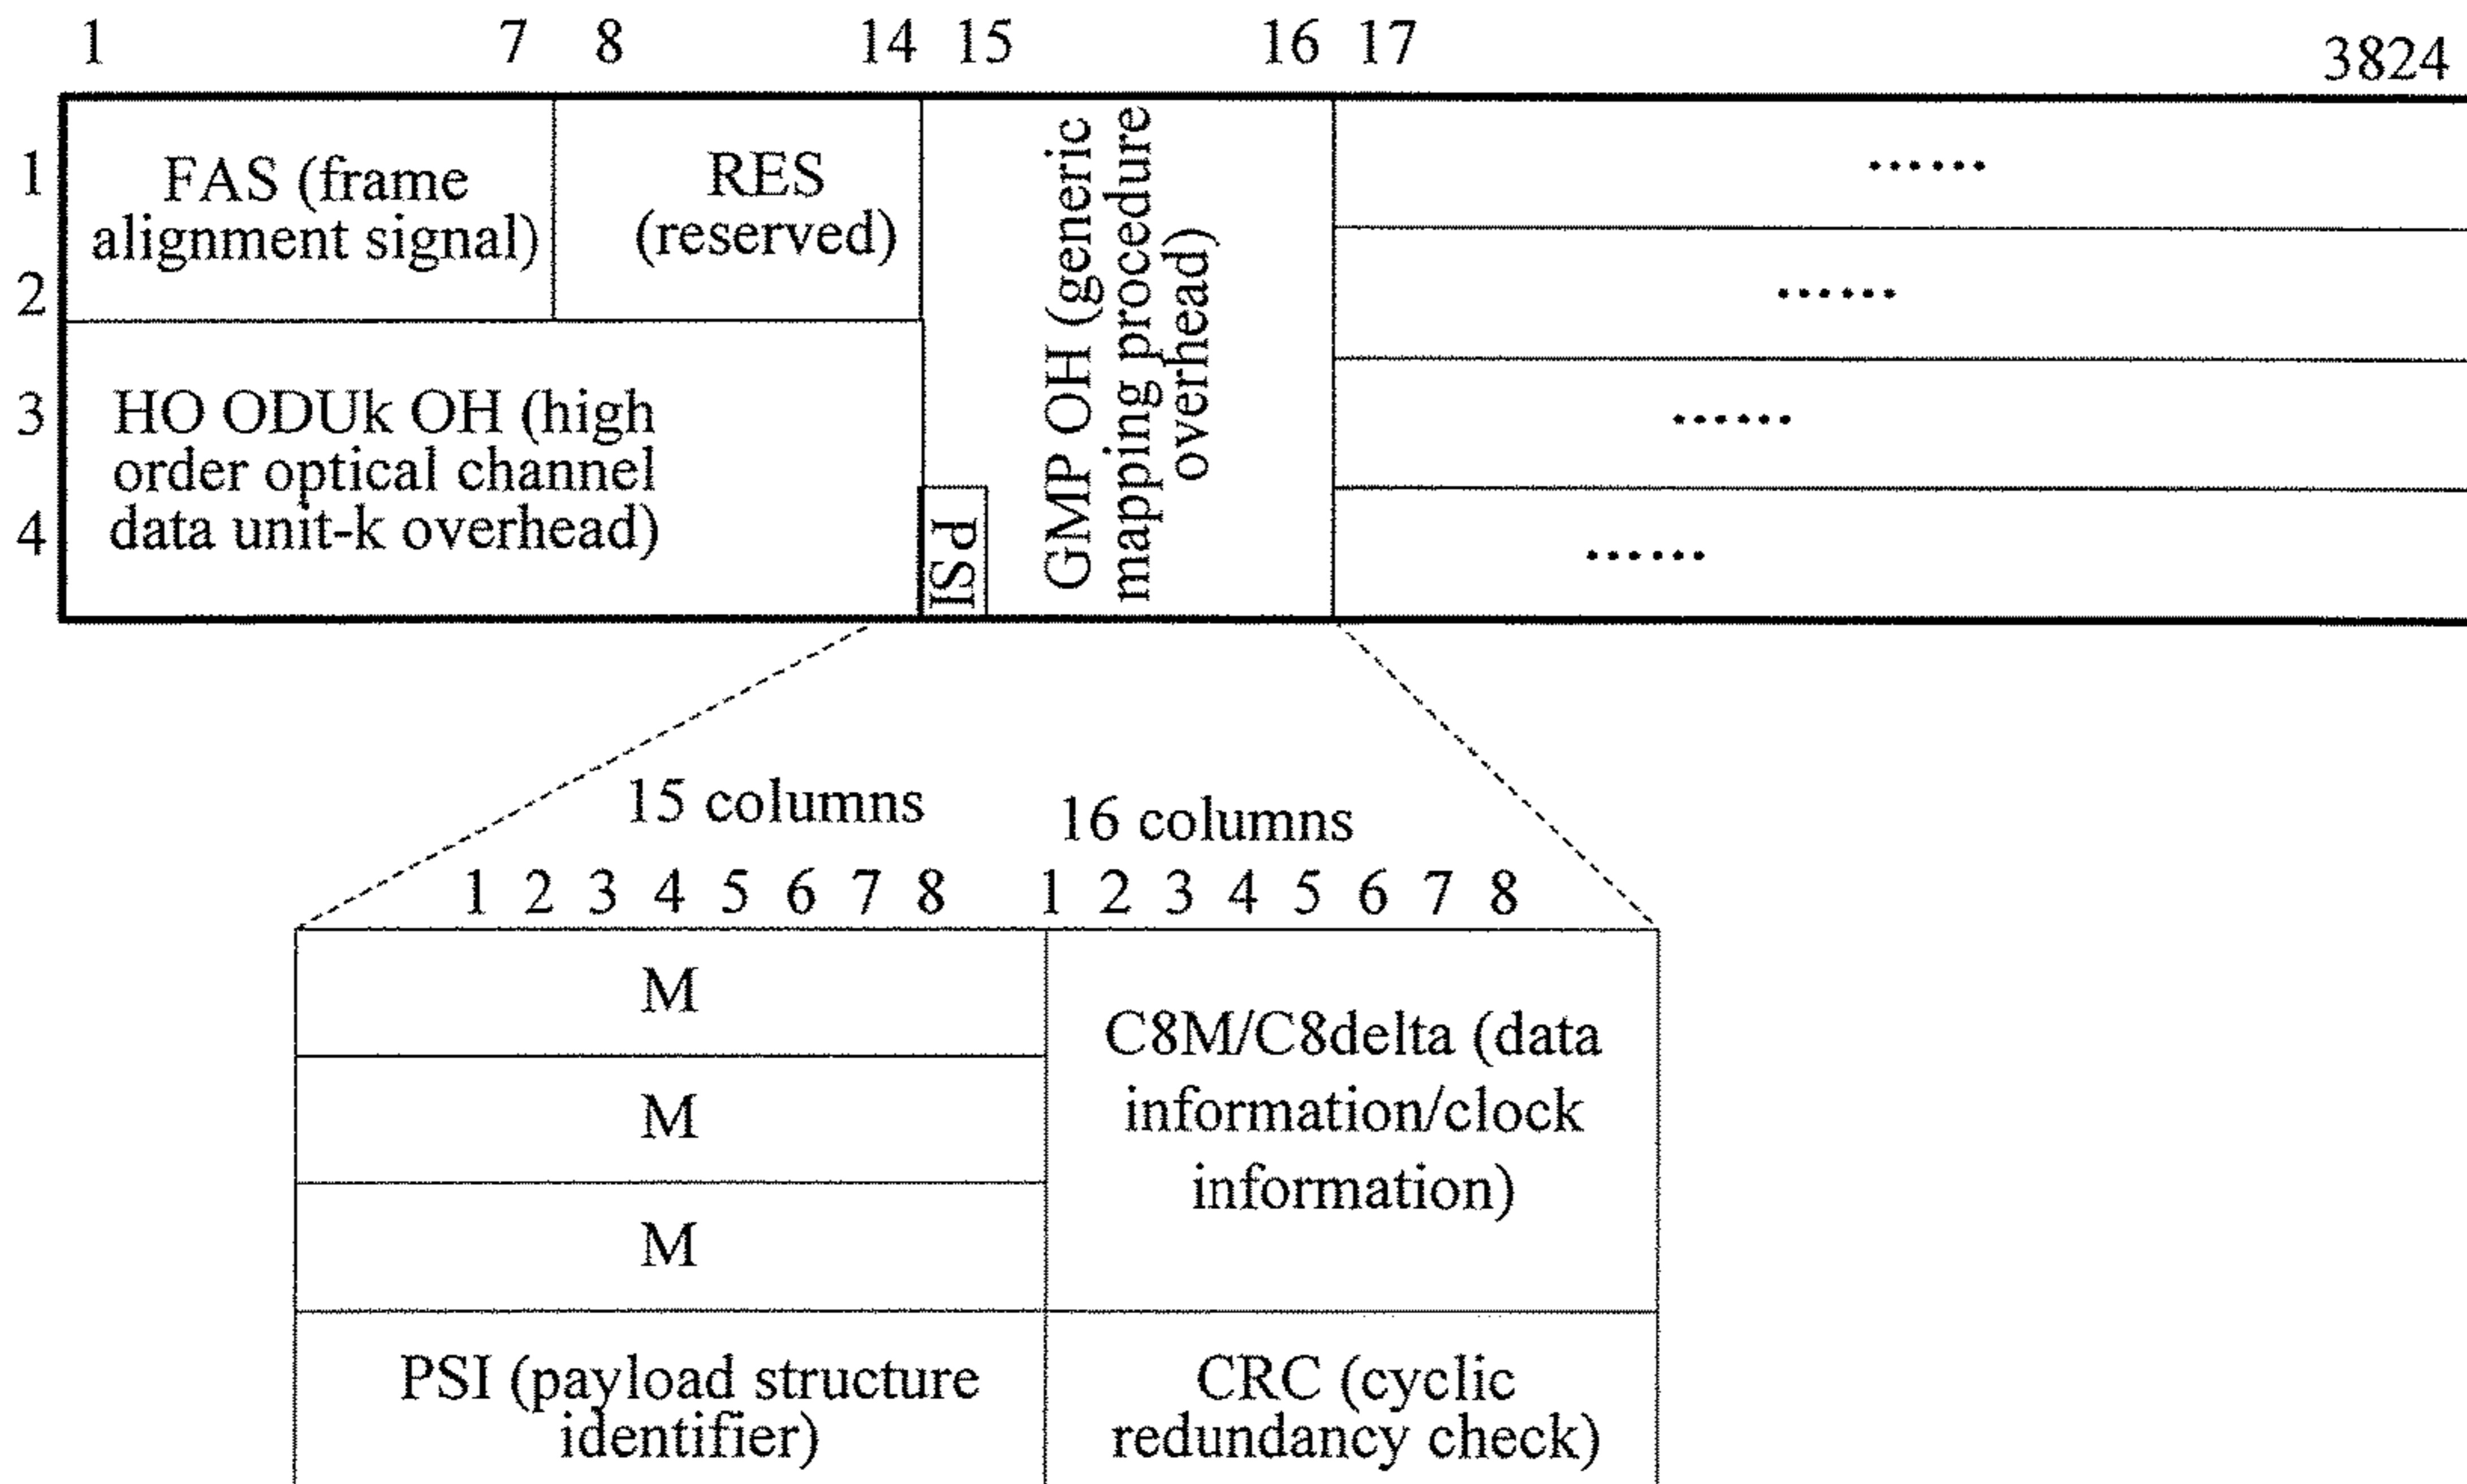 1 7 8 14 15 16 17 3824
1
2
3
4
FAS (frame
alignment signal)
RES
(reserved)
HO ODUk OH (high
order optical channel
data unit-k overhead)
PSI
GMP OH (generic
mapping procedure
overhead)
......
......
......
......
15 columns 16 columns
1 2 3 4 5 6 7 8 1 2 3 4 5 6 7 8
M
M
M
C8M/C8delta (data
information/clock
information)
PSI (payload structure
identifier)
CRC (cyclic
redundancy check)